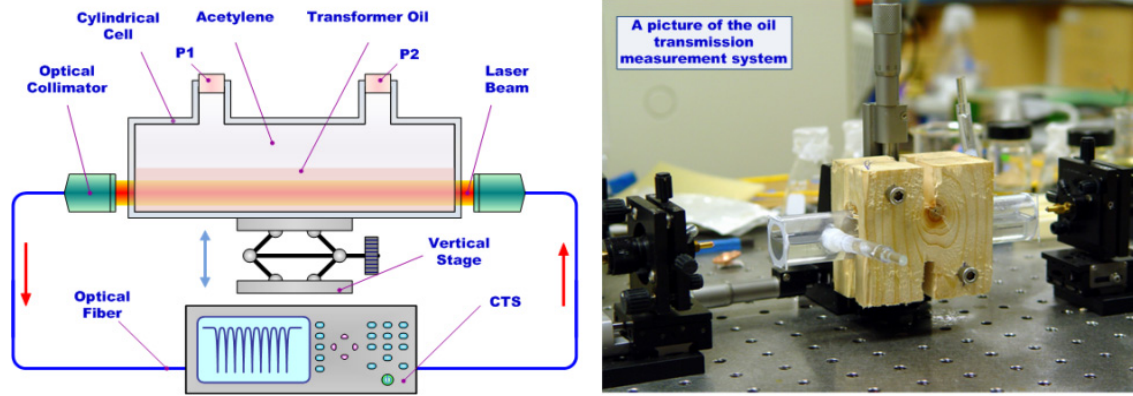 Cylindrical
Cell
Acetylene
Transformer Oil
P1
P2
Optical
Collimator
Laser
Beam
Vertical
Stage
Optical
Fiber
CTS
A picture of the oil
transmission
measurement system